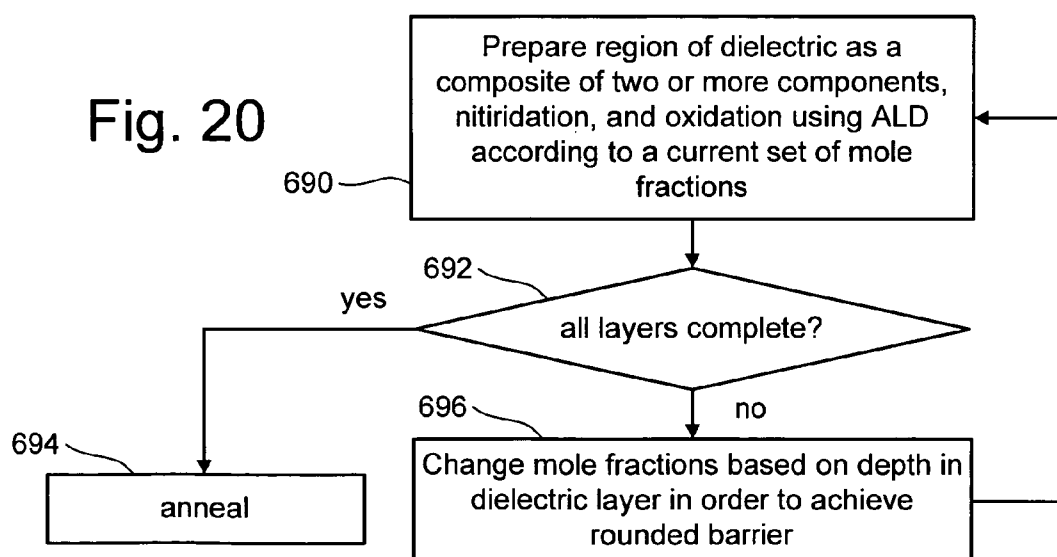 Fig. 20
Prepare region of dielectric as a
composite of two or more components,
nitiridation, and oxidation using ALD
according to a current set of mole
fractions
690
692
yes
all layers complete?
no
694
anneal
696
Change mole fractions based on depth in
dielectric layer in order to achieve
rounded barrier